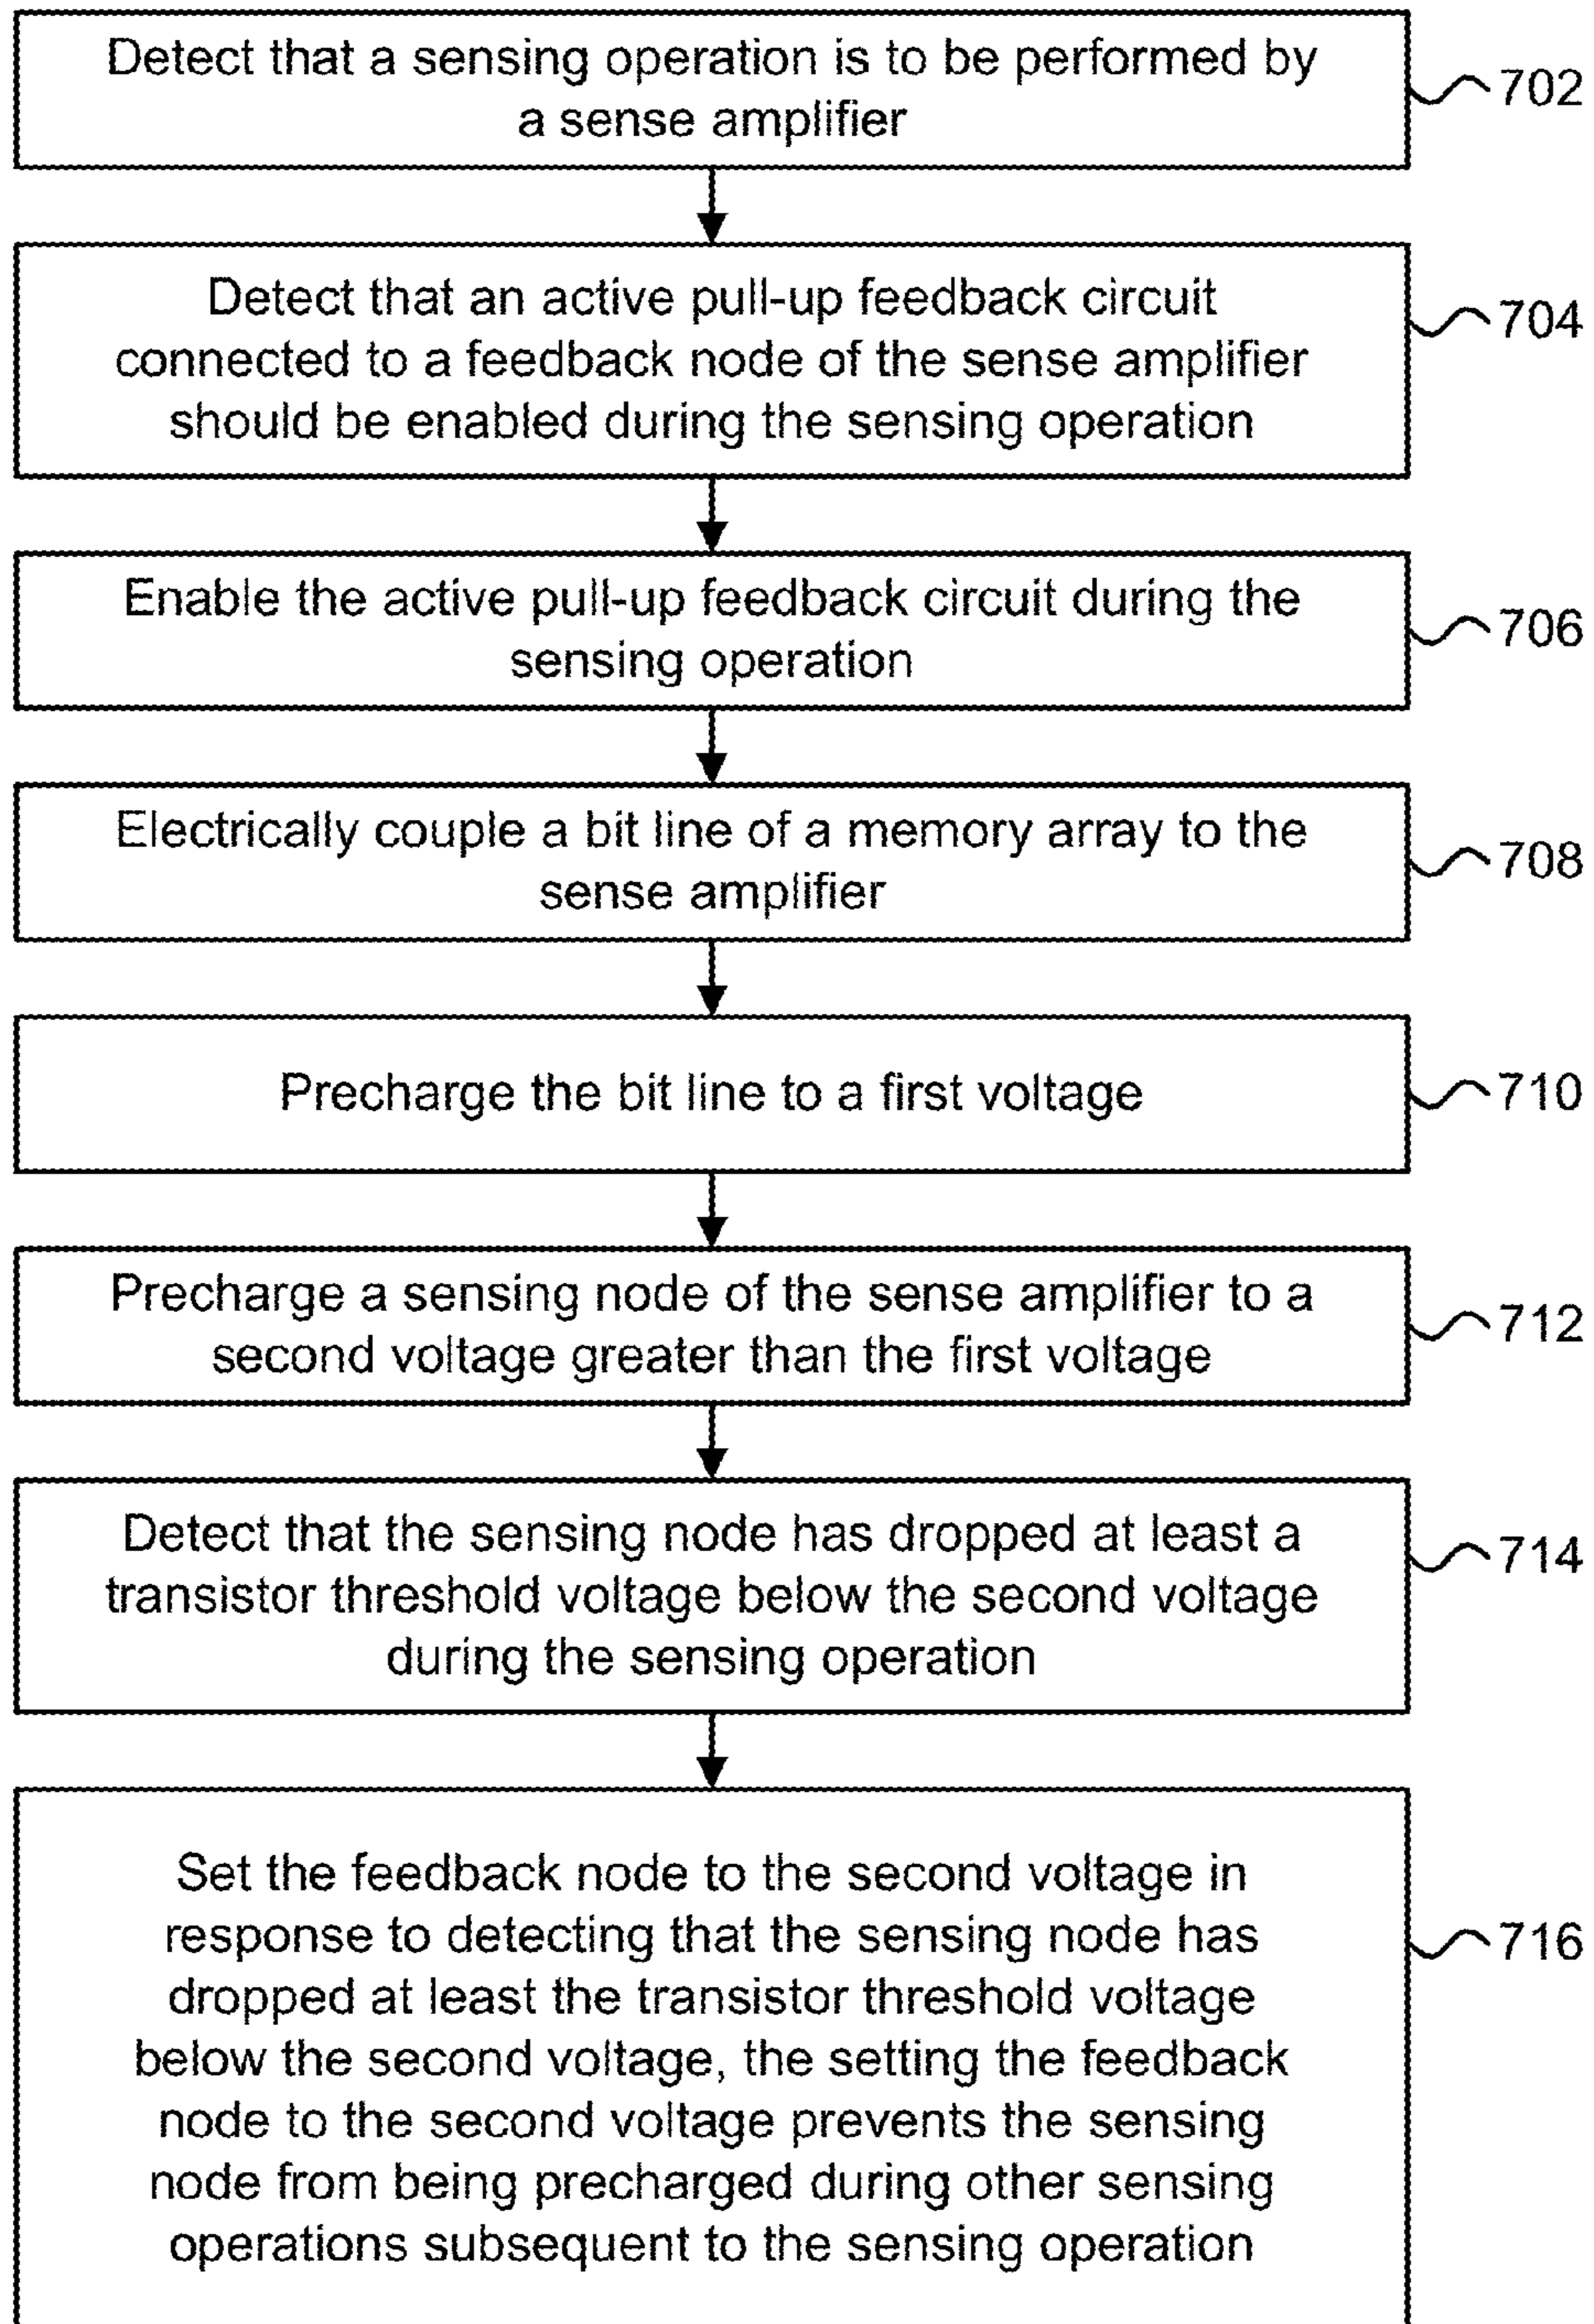 Detect that a sensing operation is to be performed by
a sense amplifier
702
Detect that an active pull-up feedback circuit
connected to a feedback node of the sense amplifier
should be enabled during the sensing operation
704
Enable the active pull-up feedback circuit during the
sensing operation
706
Electrically couple a bit line of a memory array to the
sense amplifier
708
Precharge the bit line to a first voltage
710
Precharge a sensing node of the sense amplifier to a
second voltage greater than the first voltage
712
Detect that the sensing node has dropped at least a
transistor threshold voltage below the second voltage
during the sensing operation
714
Set the feedback node to the second voltage in
response to detecting that the sensing node has
dropped at least the transistor threshold voltage
below the second voltage, the setting the feedback
node to the second voltage prevents the sensing
node from being precharged during other sensing
operations subsequent to the sensing operation
716